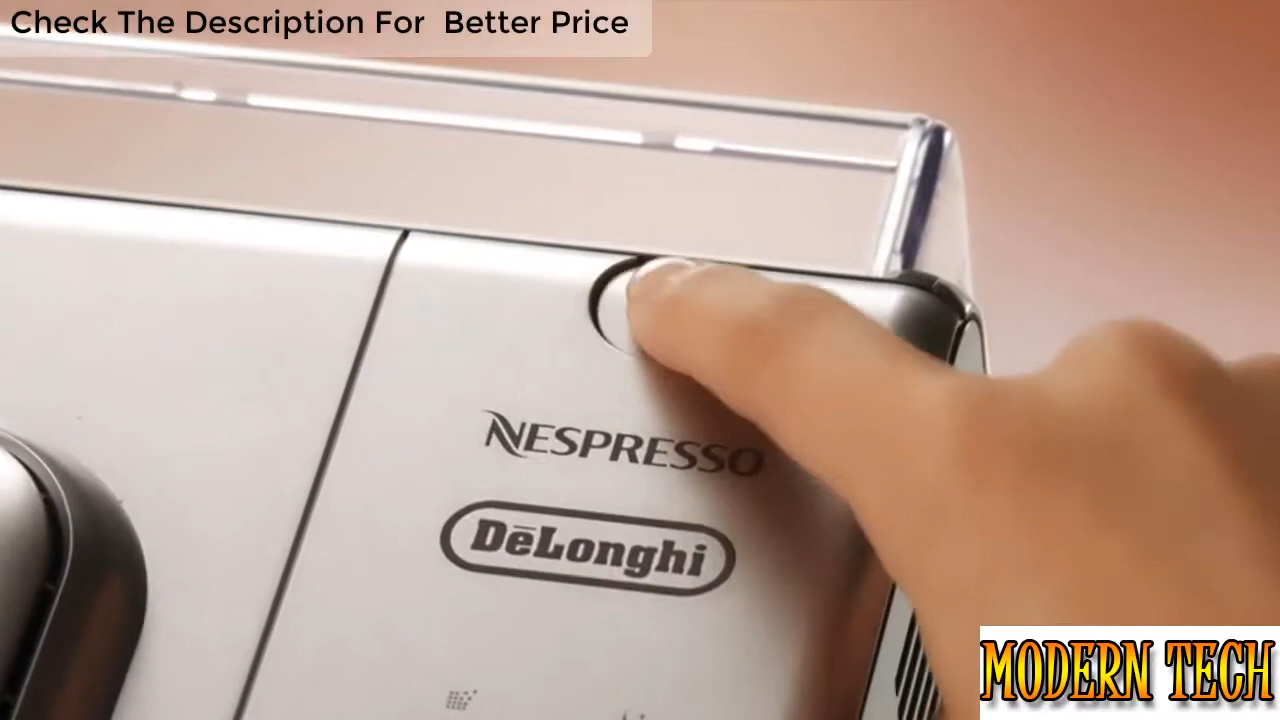 Check The Description For Better Price
NESPRESSO
DēLonghi
MODERN TECH